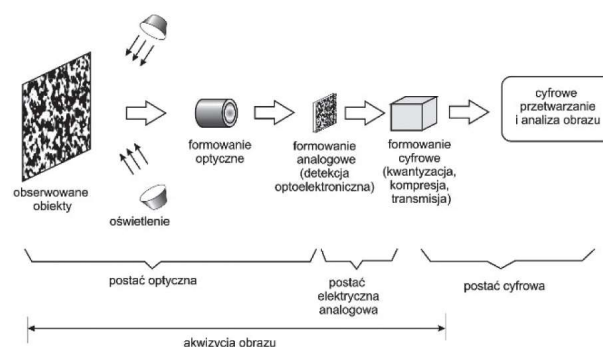 cyfrowe
przetwarzanie
i analiza obrazu
formowanie
optyczne
formowanie
analogowe
(detekcja
optoelektroniczna)
formowanie
cyfrowe
(kwantyzacja,
kompresja,
transmisja)
obserwowane
obiekty
oświetlenie
postać optyczna
postać
elektryczna
analogowa
postać cyfrowa
akwizycja obrazu